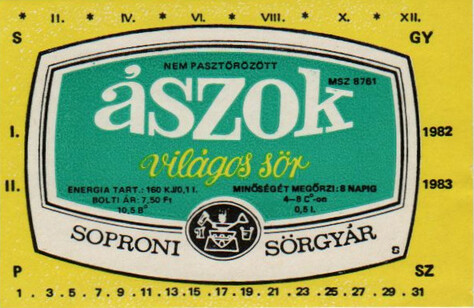 * II. * IV. * VI. * VIII. * X. * XII.
S GY
NEM PASZTŐRÖZÖTT
MSZ 8761
ászok
világos sör
I. 1982
II. 1983
ENERGIA TART.: 160 KJ/0,1 l.
BOLTI ÁR: 7,50 Ft
10,5 B°
MINŐSÉGÉT MEGŐRZI: 8 NAPIG
4–8 C°-on
0,5 l.
SOPRONI SÖRGYÁR
P SZ
1 . 3 . 5 . 7 . 9 . 11 . 13 . 15 . 17 . 19 . 21 . 23 . 25 . 27 . 29 . 31